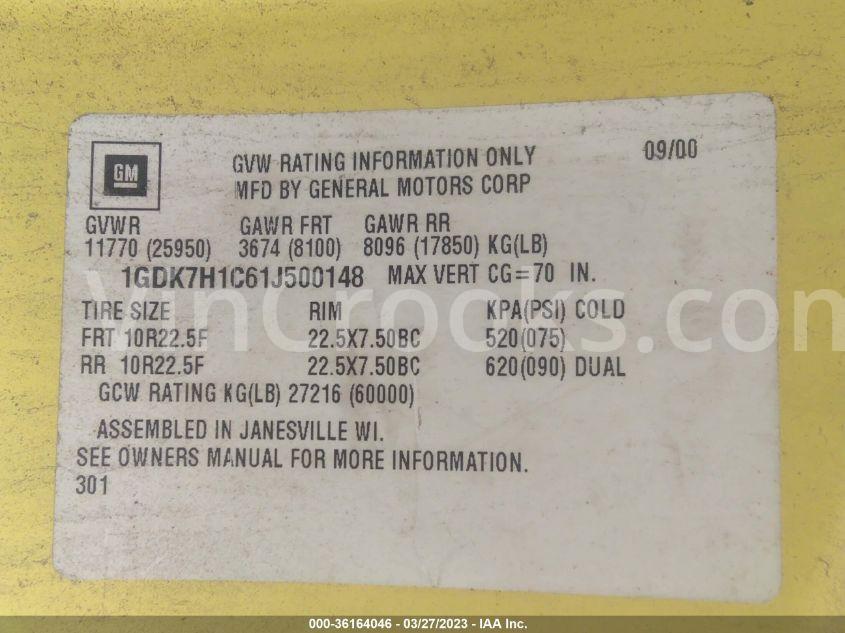 GM
GVW RATING INFORMATION ONLY 09/00
MFD BY GENERAL MOTORS CORP
GVWR GAWR FRT GAWR RR
11770 (25950) 3674 (8100) 8096 (17850) KG(LB)
1GDK7H1C61J500148 MAX VERT CG=70 IN.
TIRE SIZE RIM KPA(PSI) COLD
FRT 10R22.5F 22.5X7.50BC 520(075)
RR 10R22.5F 22.5X7.50BC 620(090) DUAL
GCW RATING KG(LB) 27216 (60000)
ASSEMBLED IN JANESVILLE WI.
SEE OWNERS MANUAL FOR MORE INFORMATION.
301
VinCrooks.com
000-36164046 - 03/27/2023 - IAA Inc.